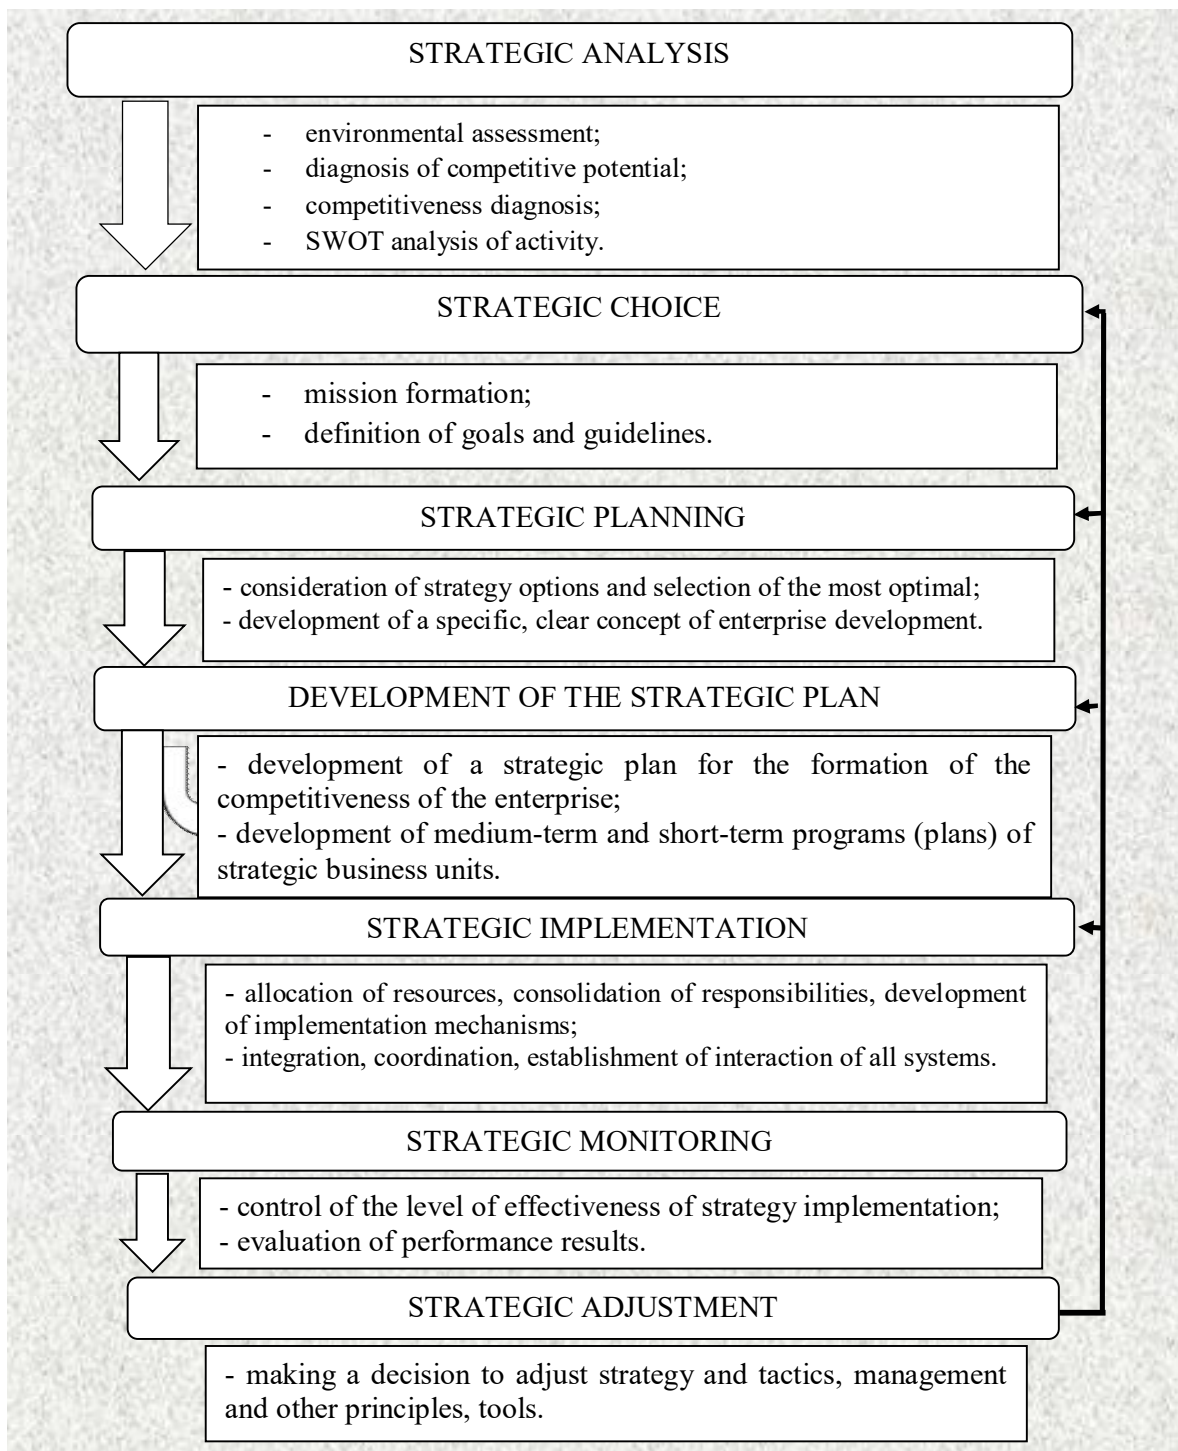 STRATEGIC ANALYSIS
- environmental assessment;
- diagnosis of competitive potential;
- competitiveness diagnosis;
- SWOT analysis of activity.
STRATEGIC CHOICE
- mission formation;
- definition of goals and guidelines.
STRATEGIC PLANNING
- consideration of strategy options and selection of the most optimal;
- development of a specific, clear concept of enterprise development.
DEVELOPMENT OF THE STRATEGIC PLAN
- development of a strategic plan for the formation of the
competitiveness of the enterprise;
- development of medium-term and short-term programs (plans) of
strategic business units.
STRATEGIC IMPLEMENTATION
- allocation of resources, consolidation of responsibilities, development
of implementation mechanisms;
- integration, coordination, establishment of interaction of all systems.
STRATEGIC MONITORING
- control of the level of effectiveness of strategy implementation;
- evaluation of performance results.
STRATEGIC ADJUSTMENT
- making a decision to adjust strategy and tactics, management
and other principles, tools.